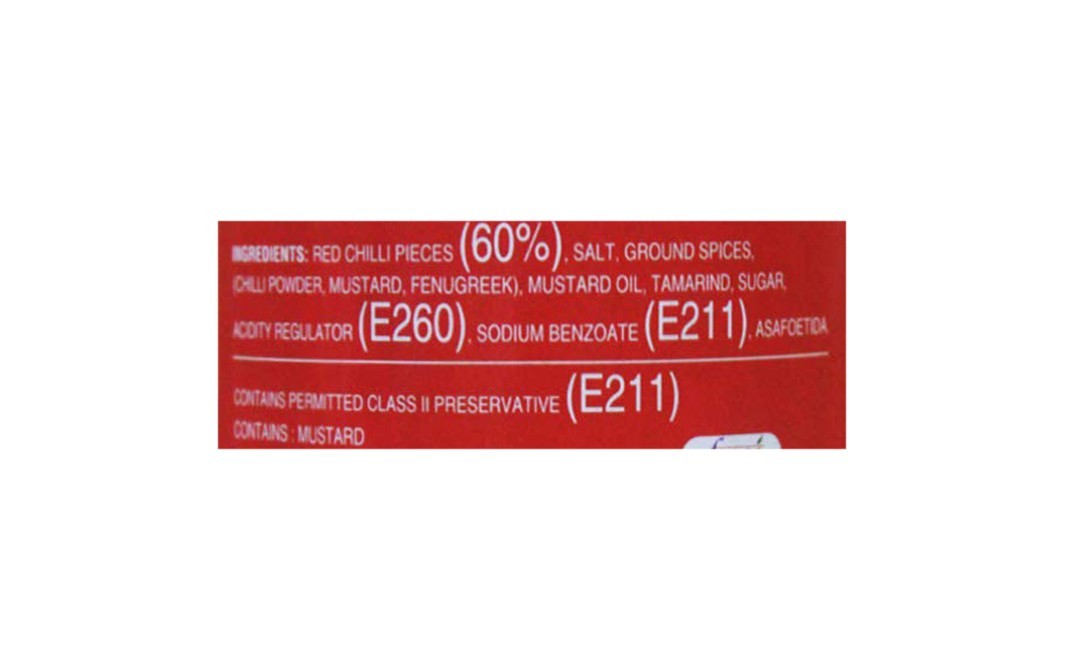 INGREDIENTS: RED CHILLI PIECES (60%), SALT, GROUND SPICES,
(CHILLI POWDER, MUSTARD, FENUGREEK), MUSTARD OIL, TAMARIND, SUGAR,
ACIDITY REGULATOR (E260), SODIUM BENZOATE (E211), ASAFOETIDA
CONTAINS PERMITTED CLASS II PRESERVATIVE (E211)
CONTAINS : MUSTARD